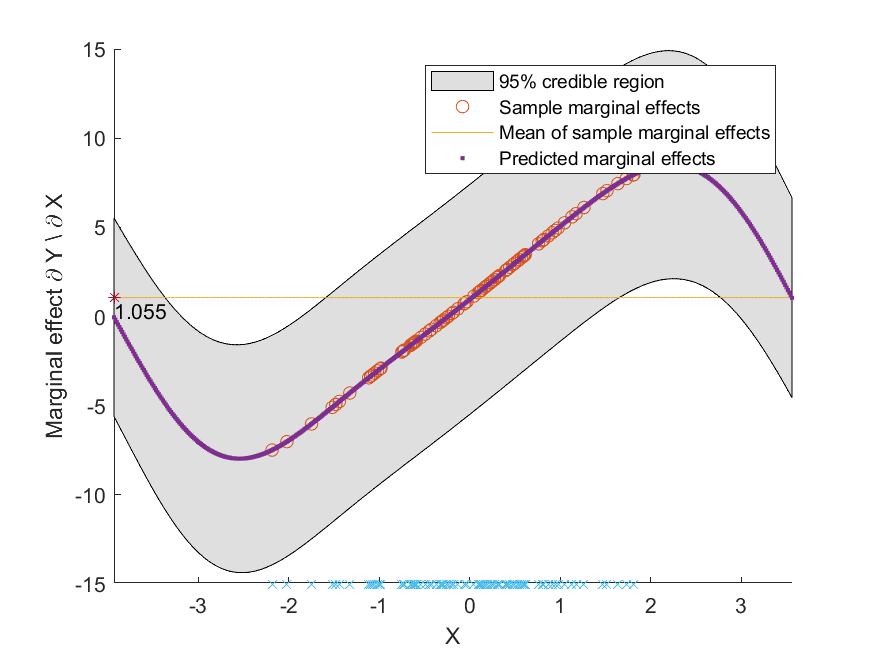 15
10
5
0
-5
-10
-15
Marginal effect ∂ Y \ ∂ X
95% credible region
Sample marginal effects
Mean of sample marginal effects
Predicted marginal effects
1.055
-3 -2 -1 0 1 2 3
X